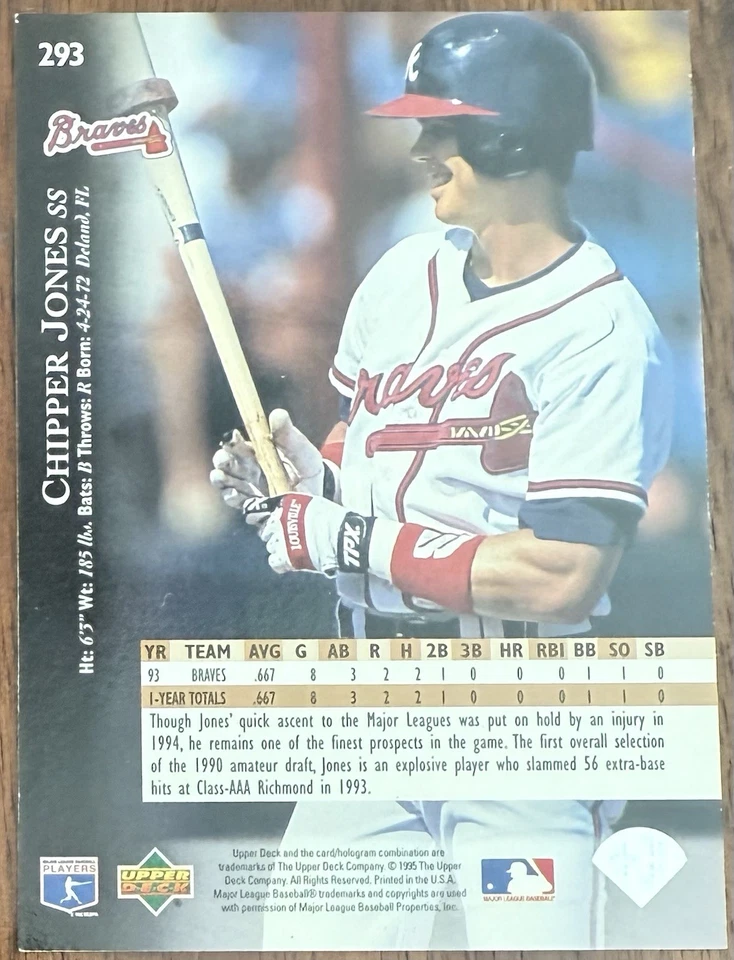 293
Braves
CHIPPER JONES SS
Ht: 6'3" Wt: 185 lbs. Bats: B Throws: R Born: 4-24-72 Deland, FL
Braves
LOUISVILLE
TPX
YR TEAM AVG G AB R H 2B 3B HR RBI BB SO SB
93 BRAVES .667 8 3 2 2 1 0 0 0 1 1 0
1-YEAR TOTALS .667 8 3 2 2 1 0 0 0 1 1 0
Though Jones' quick ascent to the Major Leagues was put on hold by an injury in
1994, he remains one of the finest prospects in the game. The first overall selection
of the 1990 amateur draft, Jones is an explosive player who slammed 56 extra-base
hits at Class-AAA Richmond in 1993.
MAJOR LEAGUE BASEBALL
PLAYERS
UPPER
DECK
Upper Deck and the card/hologram combination are
trademarks of The Upper Deck Company. © 1995 The Upper
Deck Company. All Rights Reserved. Printed in the U.S.A.
Major League Baseball® trademarks and copyrights are used
with permission of Major League Baseball Properties, Inc.
MAJOR LEAGUE BASEBALL